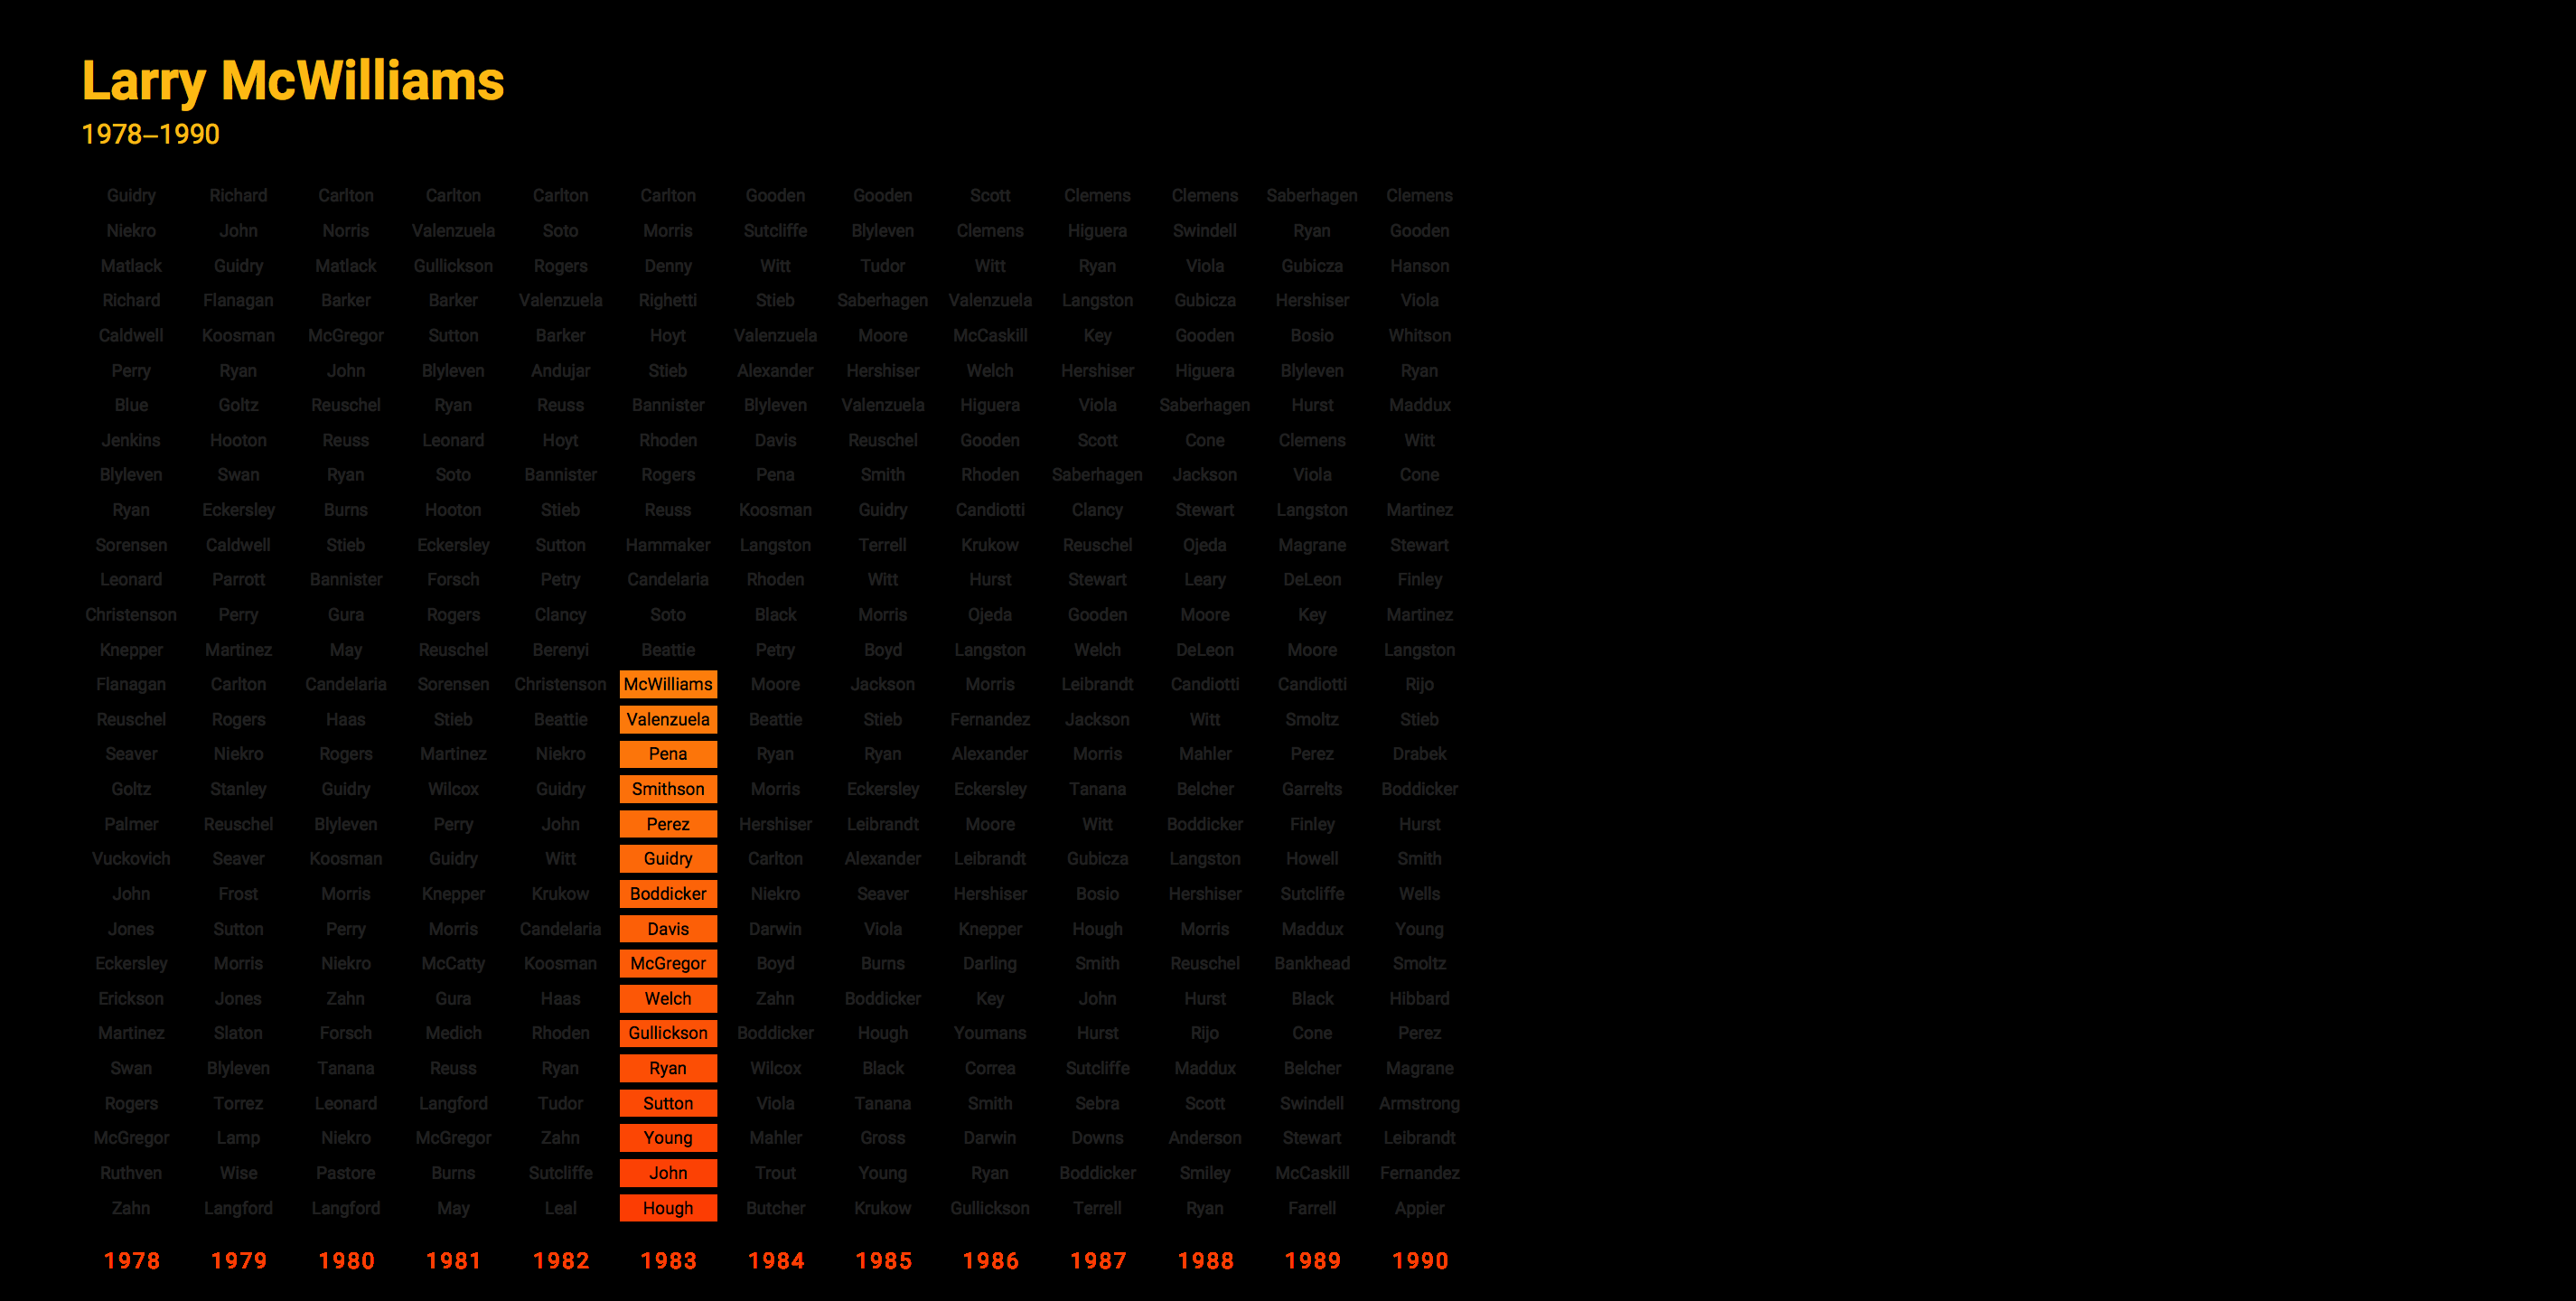 Larry McWilliams
1978–1990
Guidry Richard Carlton Carlton Carlton Carlton Gooden Gooden Scott Clemens Clemens Saberhagen Clemens
Niekro John Norris Valenzuela Soto Morris Sutcliffe Blyleven Clemens Higuera Swindell Ryan Gooden
Matlack Guidry Matlack Gullickson Rogers Denny Witt Tudor Witt Ryan Viola Gubicza Hanson
Richard Flanagan Barker Barker Valenzuela Righetti Stieb Saberhagen Valenzuela Langston Gubicza Hershiser Viola
Caldwell Koosman McGregor Sutton Barker Hoyt Valenzuela Moore McCaskill Key Gooden Bosio Whitson
Perry Ryan John Blyleven Andujar Stieb Alexander Hershiser Welch Hershiser Higuera Blyleven Ryan
Blue Goltz Reuschel Ryan Reuss Bannister Blyleven Valenzuela Higuera Viola Saberhagen Hurst Maddux
Jenkins Hooton Reuss Leonard Hoyt Rhoden Davis Reuschel Gooden Scott Cone Clemens Witt
Blyleven Swan Ryan Soto Bannister Rogers Pena Smith Rhoden Saberhagen Jackson Viola Cone
Ryan Eckersley Burns Hooton Stieb Reuss Koosman Guidry Candiotti Clancy Stewart Langston Martinez
Sorensen Caldwell Stieb Eckersley Sutton Hammaker Langston Terrell Krukow Reuschel Ojeda Magrane Stewart
Leonard Parrott Bannister Forsch Petry Candelaria Rhoden Witt Hurst Stewart Leary DeLeon Finley
Christenson Perry Gura Rogers Clancy Soto Black Morris Ojeda Gooden Moore Key Martinez
Knepper Martinez May Reuschel Berenyi Beattie Petry Boyd Langston Welch DeLeon Moore Langston
Flanagan Carlton Candelaria Sorensen Christenson McWilliams Moore Jackson Morris Leibrandt Candiotti Candiotti Rijo
Reuschel Rogers Haas Stieb Beattie Valenzuela Beattie Stieb Fernandez Jackson Witt Smoltz Stieb
Seaver Niekro Rogers Martinez Niekro Pena Ryan Ryan Alexander Morris Mahler Perez Drabek
Goltz Stanley Guidry Wilcox Guidry Smithson Morris Eckersley Eckersley Tanana Belcher Garrelts Boddicker
Palmer Reuschel Blyleven Perry John Perez Hershiser Leibrandt Moore Witt Boddicker Finley Hurst
Vuckovich Seaver Koosman Guidry Witt Guidry Carlton Alexander Leibrandt Gubicza Langston Howell Smith
John Frost Morris Knepper Krukow Boddicker Niekro Seaver Hershiser Bosio Hershiser Sutcliffe Wells
Jones Sutton Perry Morris Candelaria Davis Darwin Viola Knepper Hough Morris Maddux Young
Eckersley Morris Niekro McCatty Koosman McGregor Boyd Burns Darling Smith Reuschel Bankhead Smoltz
Erickson Jones Zahn Gura Haas Welch Zahn Boddicker Key John Hurst Black Hibbard
Martinez Slaton Forsch Medich Rhoden Gullickson Boddicker Hough Youmans Hurst Rijo Cone Perez
Swan Blyleven Tanana Reuss Ryan Ryan Wilcox Black Correa Sutcliffe Maddux Belcher Magrane
Rogers Torrez Leonard Langford Tudor Sutton Viola Tanana Smith Sebra Scott Swindell Armstrong
McGregor Lamp Niekro McGregor Zahn Young Mahler Gross Darwin Downs Anderson Stewart Leibrandt
Ruthven Wise Pastore Burns Sutcliffe John Trout Young Ryan Boddicker Smiley McCaskill Fernandez
Zahn Langford Langford May Leal Hough Butcher Krukow Gullickson Terrell Ryan Farrell Appier
1978 1979 1980 1981 1982 1983 1984 1985 1986 1987 1988 1989 1990